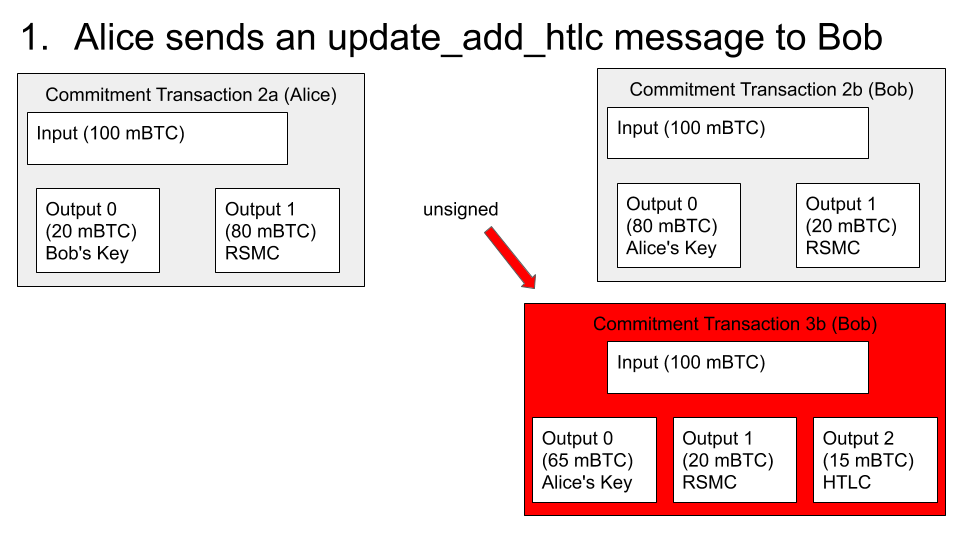 1. Alice sends an update_add_htlc message to Bob
Commitment Transaction 2a (Alice)
Input (100 mBTC)
Output 0
(20 mBTC)
Bob's Key
Output 1
(80 mBTC)
RSMC
unsigned
Commitment Transaction 2b (Bob)
Input (100 mBTC)
Output 0
(80 mBTC)
Alice's Key
Output 1
(20 mBTC)
RSMC
Commitment Transaction 3b (Bob)
Input (100 mBTC)
Output 0
(65 mBTC)
Alice's Key
Output 1
(20 mBTC)
RSMC
Output 2
(15 mBTC)
HTLC